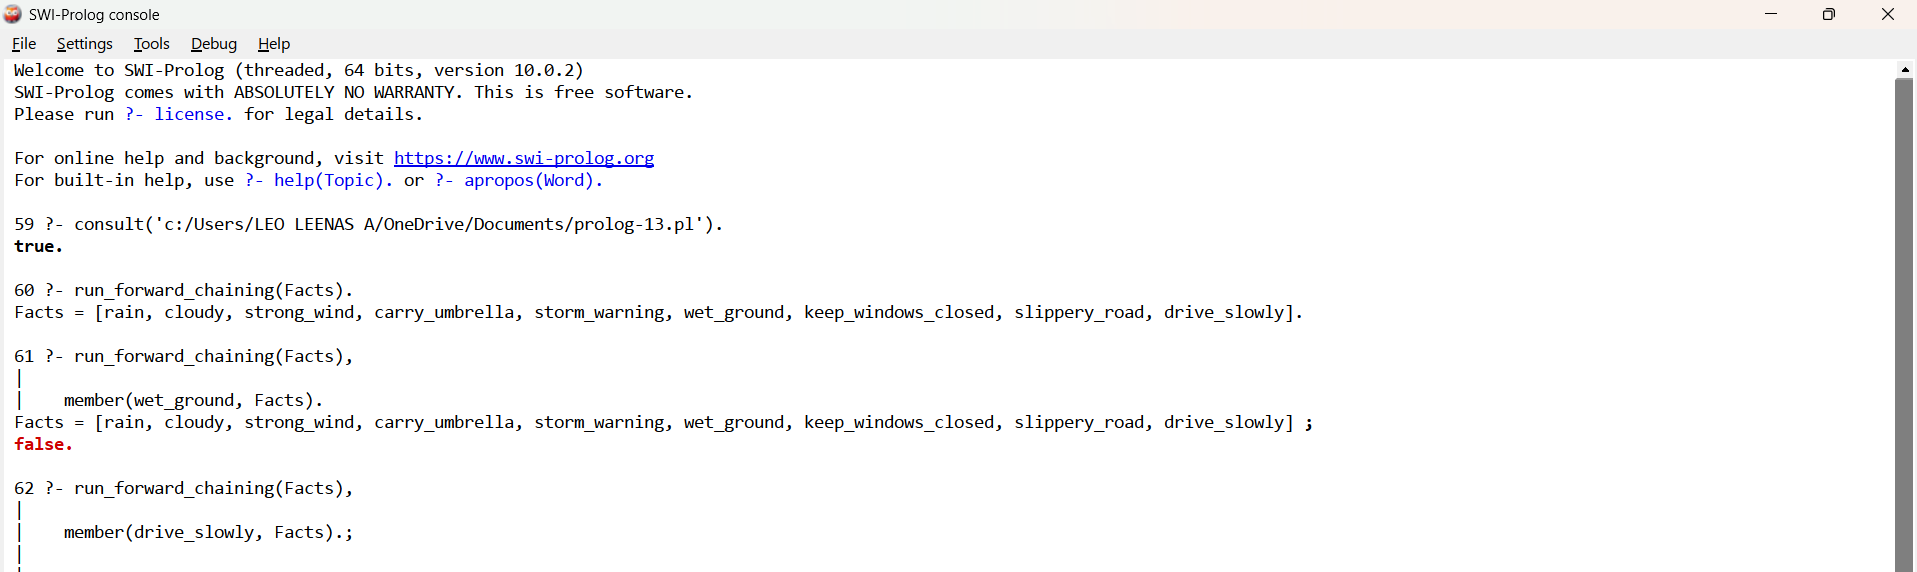 SWI-Prolog console
File Settings Tools Debug Help
Welcome to SWI-Prolog (threaded, 64 bits, version 10.0.2)
SWI-Prolog comes with ABSOLUTELY NO WARRANTY. This is free software.
Please run ?- license. for legal details.
For online help and background, visit https://www.swi-prolog.org
For built-in help, use ?- help(Topic). or ?- apropos(Word).
59 ?- consult('c:/Users/LEO LEENAS A/OneDrive/Documents/prolog-13.pl').
true.
60 ?- run_forward_chaining(Facts).
Facts = [rain, cloudy, strong_wind, carry_umbrella, storm_warning, wet_ground, keep_windows_closed, slippery_road, drive_slowly].
61 ?- run_forward_chaining(Facts),
|
|    member(wet_ground, Facts).
Facts = [rain, cloudy, strong_wind, carry_umbrella, storm_warning, wet_ground, keep_windows_closed, slippery_road, drive_slowly] ;
false.
62 ?- run_forward_chaining(Facts),
|
|    member(drive_slowly, Facts).;
|